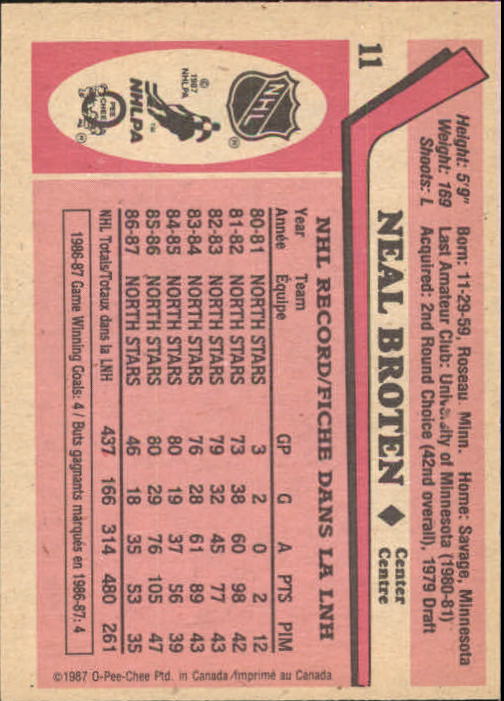 11
Height: 5'9" Born: 11-29-59, Roseau, Minn. Home: Savage, Minnesota
Weight: 169 Last Amateur Club: University of Minnesota (1980-81)
Shoots: L Acquired: 2nd Round Choice (42nd overall), 1979 Draft
NEAL BROTEN ◆ Center
Centre
NHL RECORD/FICHE DANS LA LNH
Year Team
Année Équipe GP G A PTS PIM
80-81 NORTH STARS 3 2 0 2 12
81-82 NORTH STARS 73 38 60 98 42
82-83 NORTH STARS 79 32 45 77 43
83-84 NORTH STARS 76 28 61 89 43
84-85 NORTH STARS 80 19 37 56 39
85-86 NORTH STARS 80 29 76 105 47
86-87 NORTH STARS 46 18 35 53 35
NHL Totals/Totaux dans la LNH 437 166 314 480 261
1986-87 Game Winning Goals: 4 / Buts gagnants marqués en 1986-87: 4
NHL ®
© 1987 NHLPA
NHLPA ™
O PEE CHEE ®
©1987 O-Pee-Chee Ptd. in Canada/Imprimé au Canada